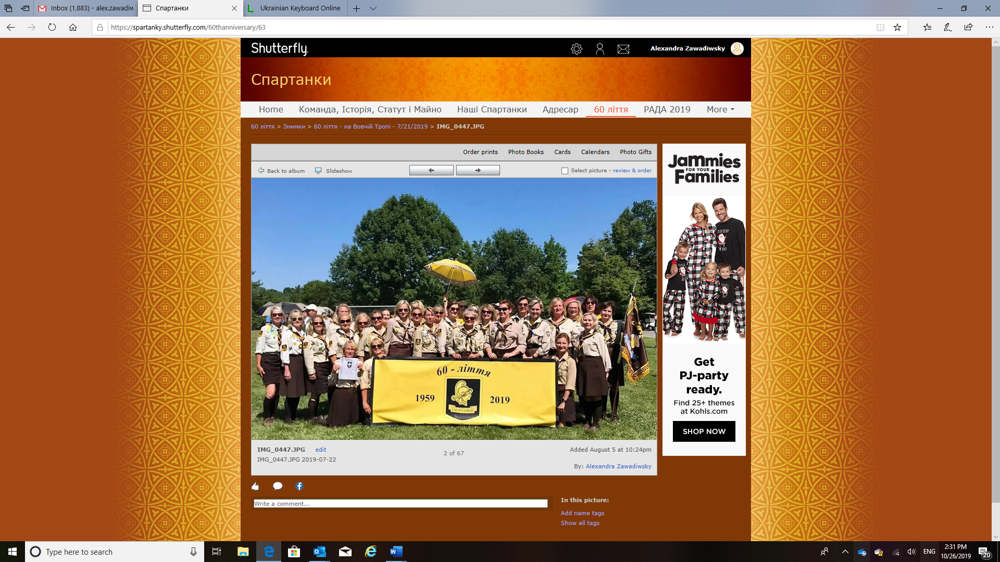 Inbox (1,883) - alex.zawadiw
Спартанки
Ukrainian Keyboard Online
https://spartanky.shutterfly.com/60thanniversary/63
Shutterfly.
Alexandra Zawadiwsky
Спартанки
Home
Команда, Історія, Статут і Майно
Наші Спартанки
Адресар
60 ліття
РАДА 2019
More
60 ліття > Знимки > 60 ліття - на Вовчій Тропі - 7/21/2019 > IMG_0447.JPG
Order prints
Photo Books
Cards
Calendars
Photo Gifts
Back to album
Slideshow
Select picture - review & order
60 - ліття
1959
2019
СПАРТАНКИ
IMG_0447.JPG
edit
2 of 67
Added August 5 at 10:24pm
IMG_0447.JPG 2019-07-22
By: Alexandra Zawadiwsky
Jammies
FOR YOUR
Families
Get
PJ-party
ready.
Find 25+ themes
at Kohls.com
SHOP NOW
Write a comment...
In this picture:
Add name tags
Show all tags
Type here to search
ENG
2:31 PM
10/26/2019
20